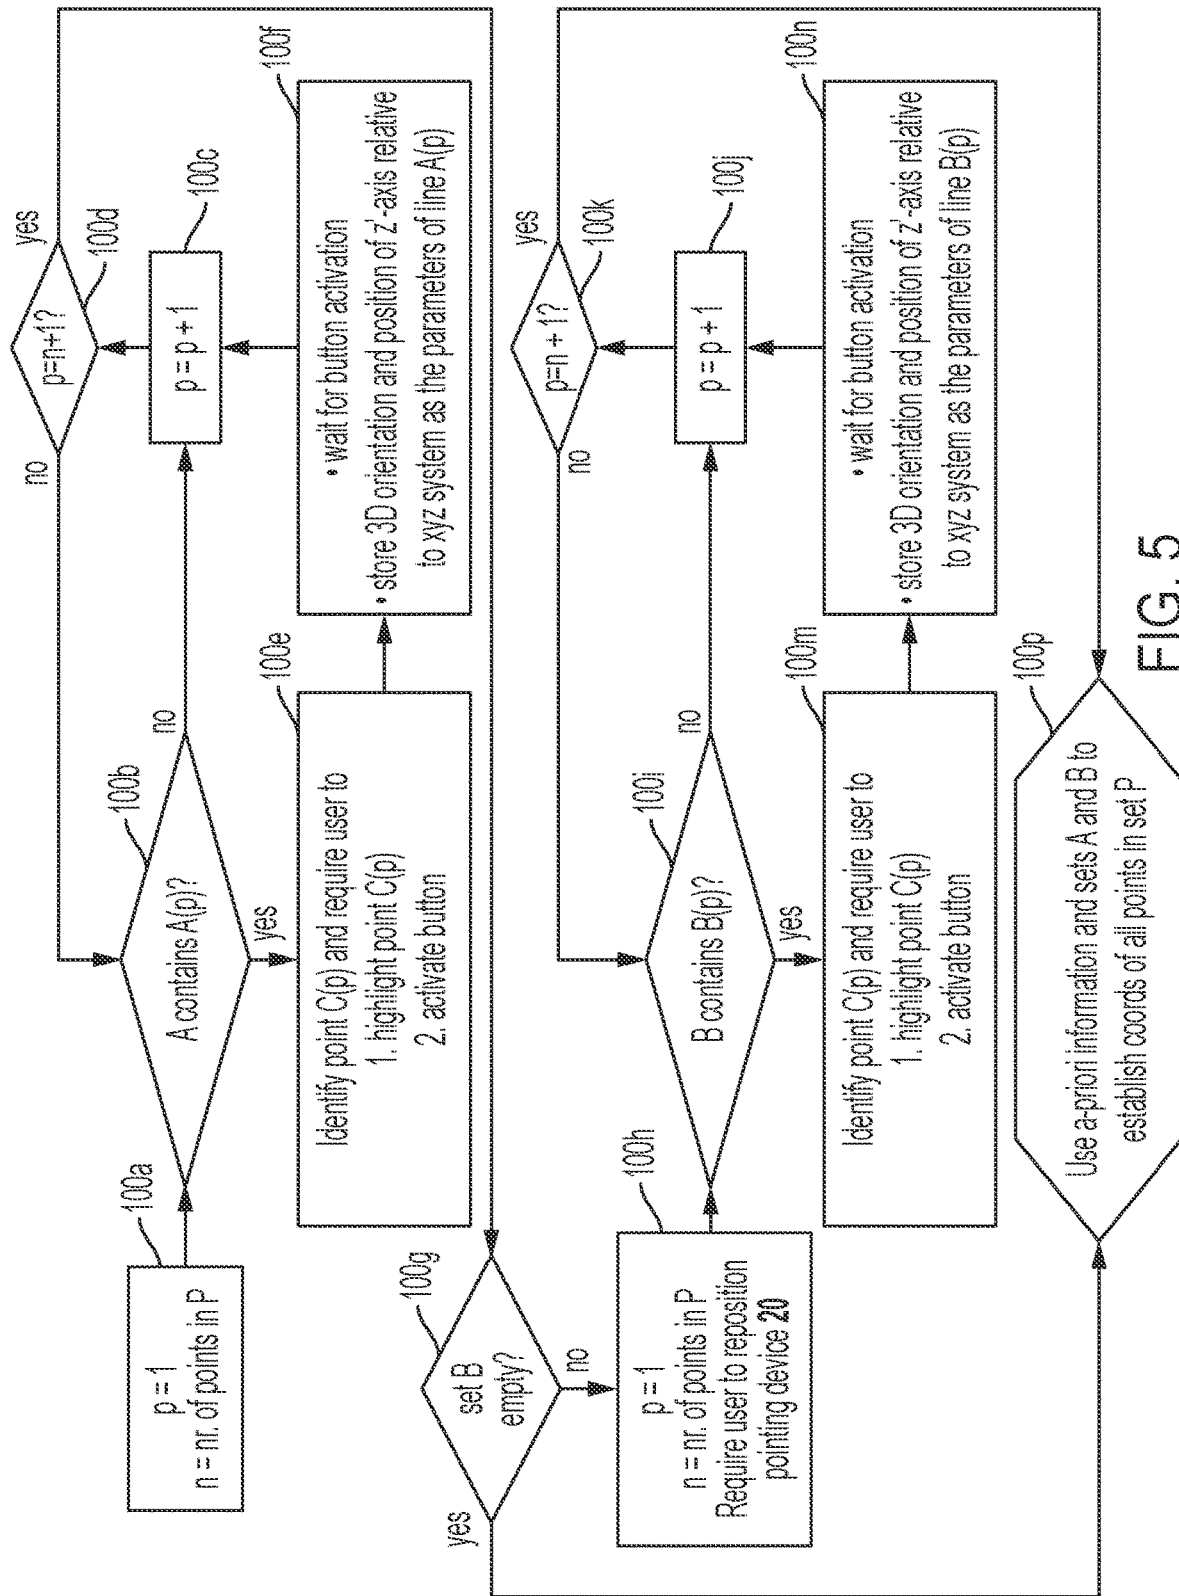 100a
p = 1
n = nr. of points in P
100b
A contains A(p)?
no
yes
100c
p = p + 1
100d
p=n+1?
no
yes
100e
Identify point C(p) and require user to
1. highlight point C(p)
2. activate button
100f
• wait for button activation
• store 3D orientation and position of z'-axis relative
to xyz system as the parameters of line A(p)
100g
set B
empty?
yes
no
100h
p = 1
n = nr. of points in P
Require user to reposition
pointing device 20
100i
B contains B(p)?
no
yes
100j
p = p + 1
100k
p=n + 1?
no
yes
100m
Identify point C(p) and require user to
1. highlight point C(p)
2. activate button
100n
• wait for button activation
• store 3D orientation and position of z'-axis relative
to xyz system as the parameters of line B(p)
100p
Use a-priori information and sets A and B to
establish coords of all points in set P
FIG. 5